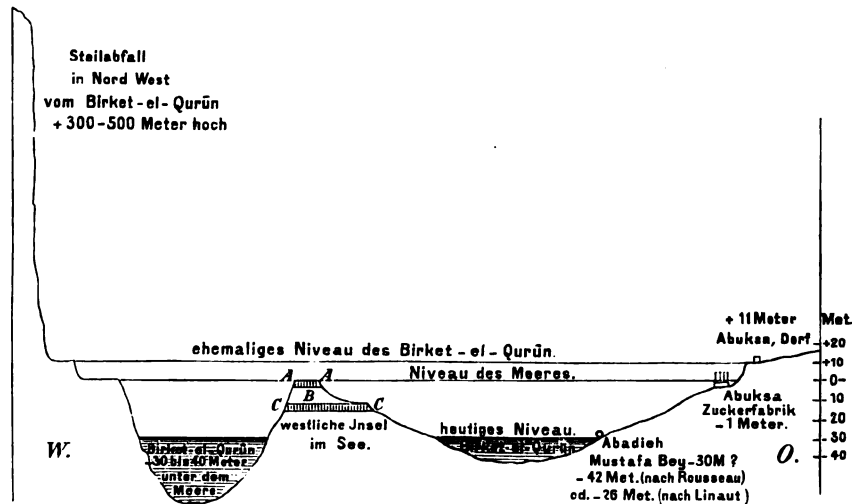 Steilabfall
in Nord West
vom Birket-el-Qurūn
+ 300-500 Meter hoch
+ 11 Meter
Abuksa, Dorf
Met.
+20
+10
0-
10
20
- 30
- 40
ehemaliges Niveau des Birket-el-Qurūn.
Niveau des Meeres.
A A
B
C C
westliche Jnsel
im See.
Abuksa
Zuckerfabrik
- 1 Meter.
heutiges Niveau.
Birket-el-Qurūn
W.
Birket-el-Qurūn
-30 bis 40 Meter
unter dem
Meere
O.
Abadieh
Mustafa Bey-30M ?
- 42 Met. (nach Rousseau)
od. - 26 Met. (nach Linaut)